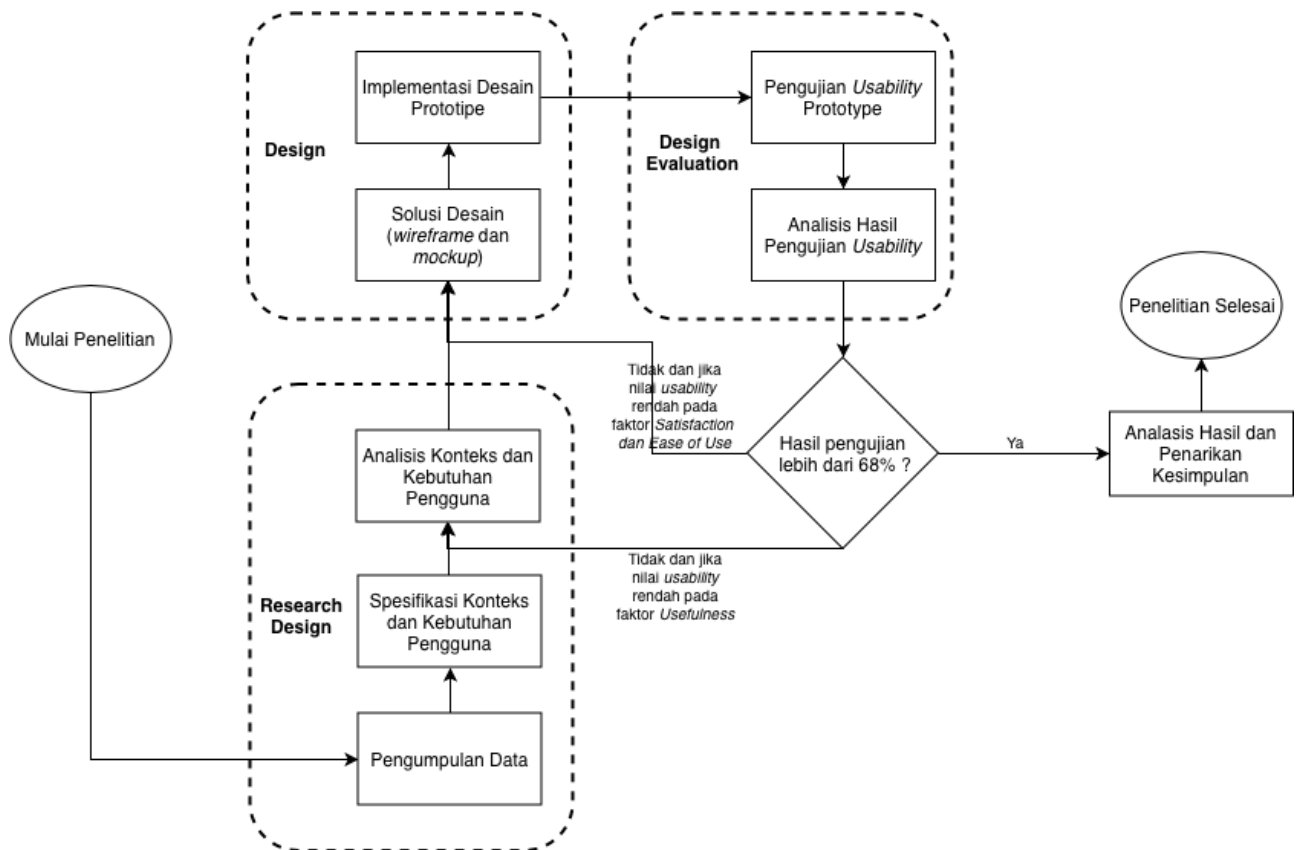 Mulai Penelitian
Research
Design
Pengumpulan Data
Spesifikasi Konteks
dan Kebutuhan
Pengguna
Analisis Konteks dan
Kebutuhan
Pengguna
Design
Solusi Desain
(wireframe dan
mockup)
Implementasi Desain
Prototipe
Design
Evaluation
Pengujian Usability
Prototype
Analisis Hasil
Pengujian Usability
Hasil pengujian
lebih dari 68% ?
Tidak dan jika
nilai usability
rendah pada
faktor Satisfaction
dan Ease of Use
Tidak dan jika
nilai usability
rendah pada
faktor Usefulness
Ya
Analasis Hasil dan
Penarikan
Kesimpulan
Penelitian Selesai